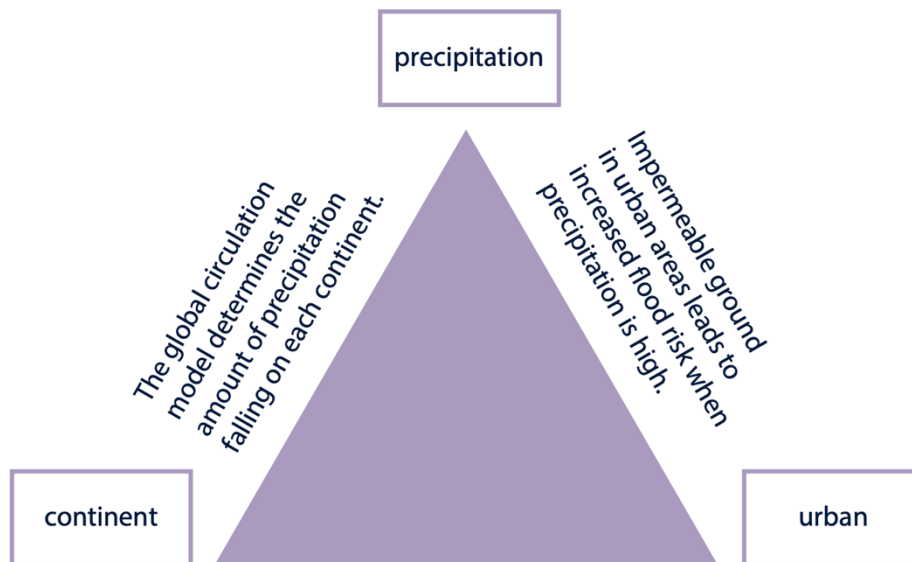 precipitation
The global circulation
model determines the
amount of precipitation
falling on each continent.
Impermeable ground
in urban areas leads to
increased flood risk when
precipitation is high.
continent
urban